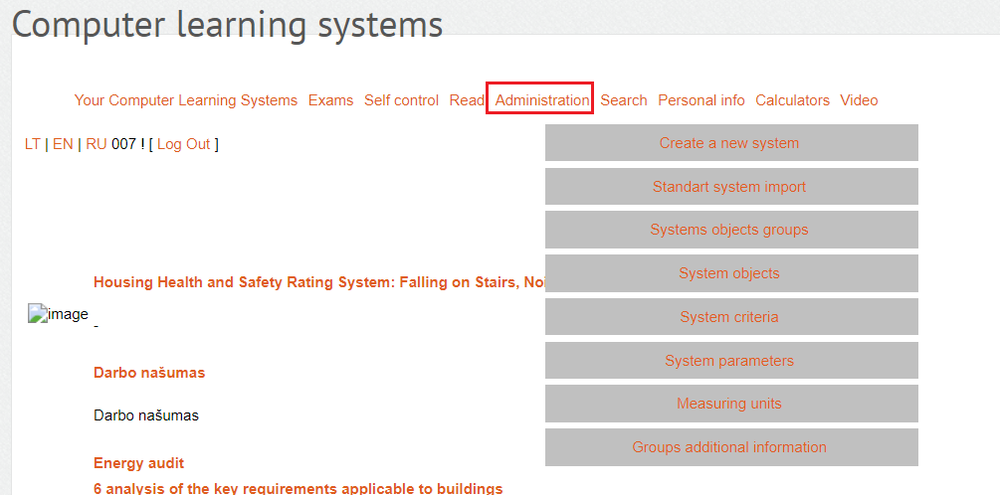 Computer learning systems
Your Computer Learning Systems Exams Self control Read Administration Search Personal info Calculators Video
LT | EN | RU 007 ! [ Log Out ]
Create a new system
Standart system import
Systems objects groups
System objects
System criteria
System parameters
Measuring units
Groups additional information
Housing Health and Safety Rating System: Falling on Stairs, Noi
image
-
Darbo našumas
Darbo našumas
Energy audit
6 analysis of the key requirements applicable to buildings